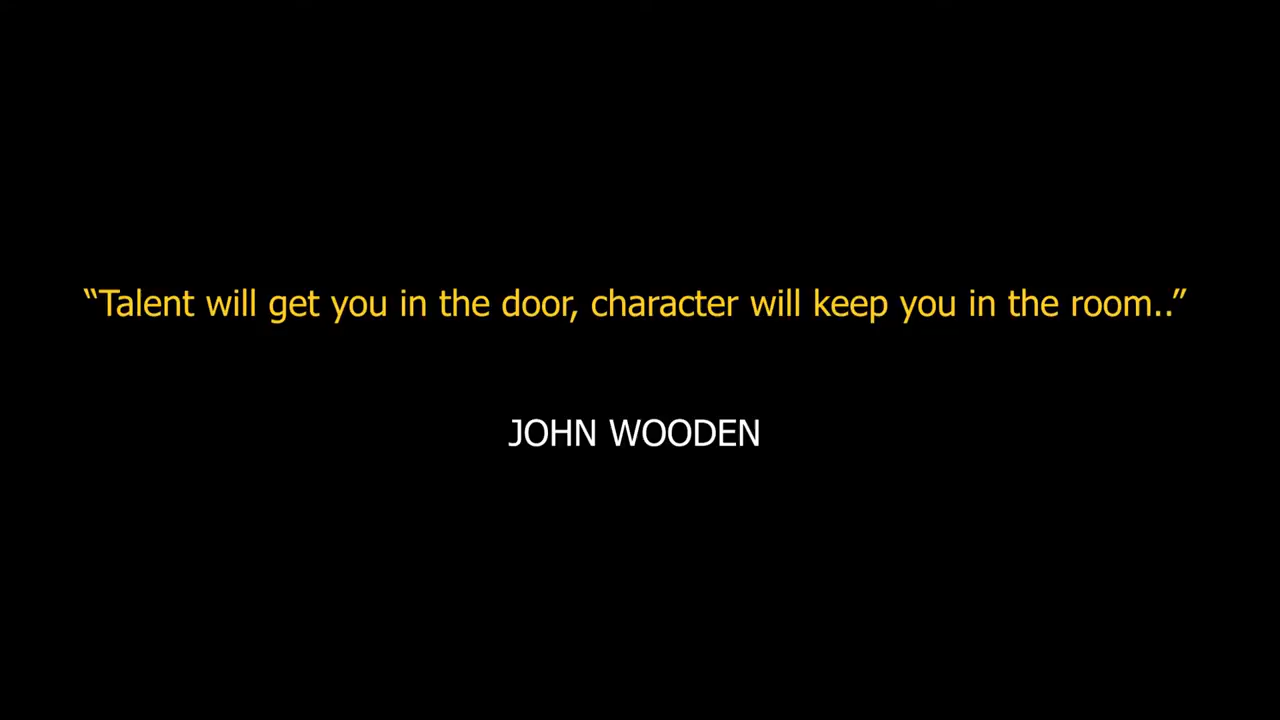 “Talent will get you in the door, character will keep you in the room..”
JOHN WOODEN